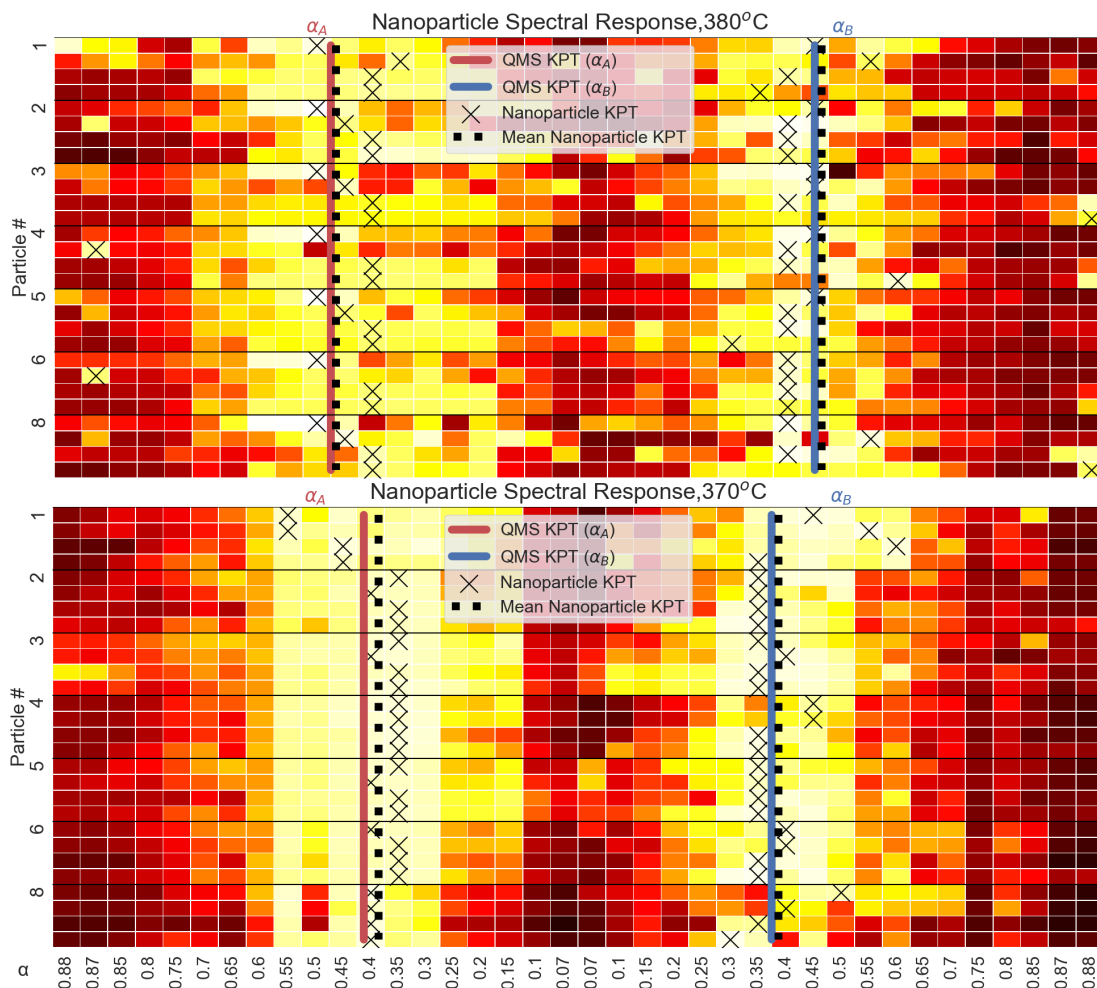 Nanoparticle Spectral Response,380°C
α_A
α_B
QMS KPT (α_A)
QMS KPT (α_B)
Nanoparticle KPT
Mean Nanoparticle KPT
Particle #
1
2
3
4
5
6
8
Nanoparticle Spectral Response,370°C
α_A
α_B
QMS KPT (α_A)
QMS KPT (α_B)
Nanoparticle KPT
Mean Nanoparticle KPT
Particle #
1
2
3
4
5
6
8
α 0.88 0.87 0.85 0.8 0.75 0.7 0.65 0.6 0.55 0.5 0.45 0.4 0.35 0.3 0.25 0.2 0.15 0.1 0.07 0.07 0.1 0.15 0.2 0.25 0.3 0.35 0.4 0.45 0.5 0.55 0.6 0.65 0.7 0.75 0.8 0.85 0.87 0.88